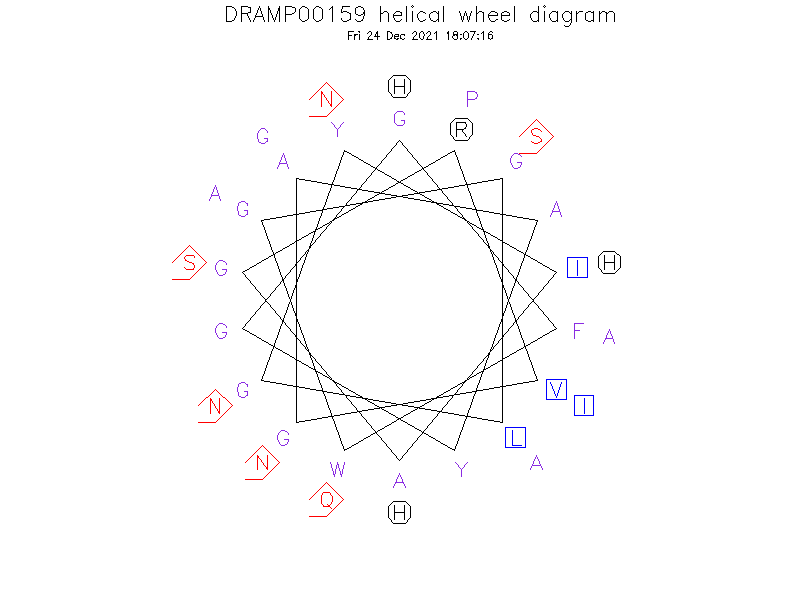 DRAMP00159 helical wheel diagram
Fri 24 Dec 2021 18:07:16
H
N P
G
Y R
G S
A G
A G A
S G I H
G F A
G V
N I
G L
N W Y A
A
Q
H